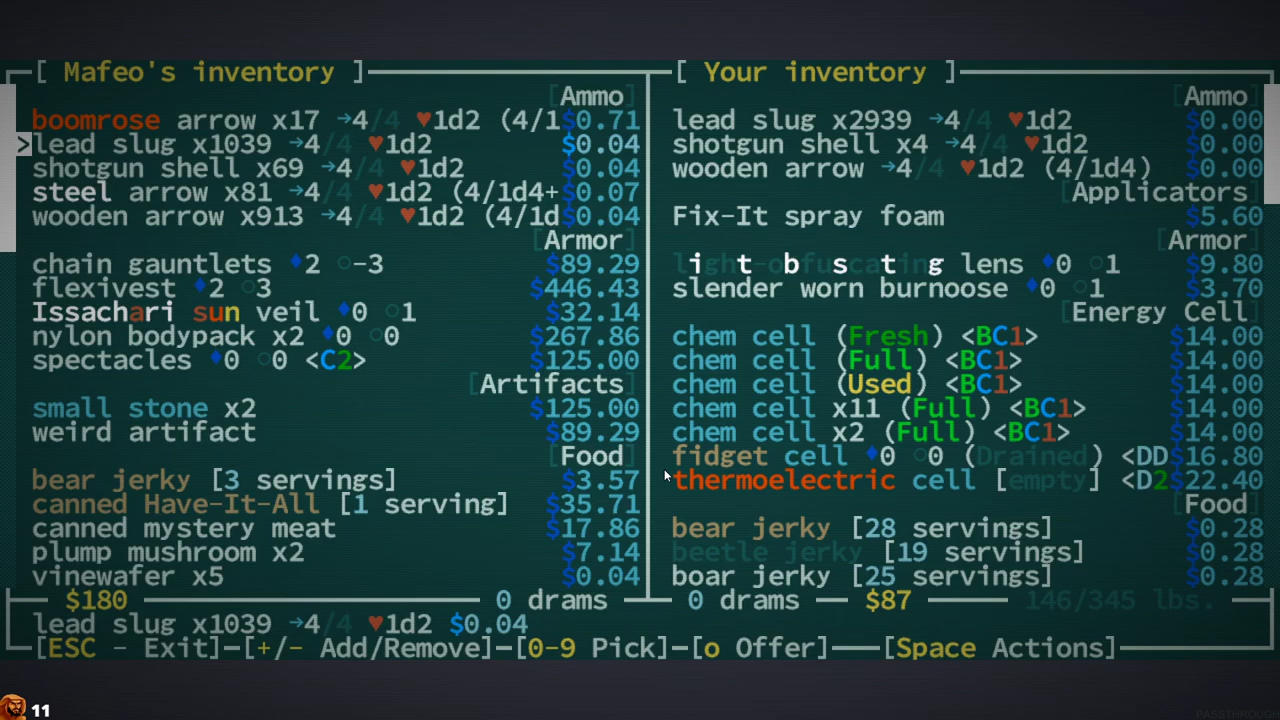 [ Mafeo's inventory ]
[Ammo]
boomrose arrow x17 →4/4 ♥1d2 (4/1$0.71
>lead slug x1039 →4/4 ♥1d2 $0.04
shotgun shell x69 →4/4 ♥1d2 $0.04
steel arrow x81 →4/4 ♥1d2 (4/1d4+$0.07
wooden arrow x913 →4/4 ♥1d2 (4/1d$0.04
[Armor]
chain gauntlets ♦2 ○-3 $89.29
flexivest ♦2 ○3 $446.43
Issachari sun veil ♦0 ○1 $32.14
nylon bodypack x2 ♦0 ○0 $267.86
spectacles ♦0 ○0 <C2> $125.00
[Artifacts]
small stone x2 $125.00
weird artifact $89.29
[Food]
bear jerky [3 servings] $3.57
canned Have-It-All [1 serving] $35.71
canned mystery meat $17.86
plump mushroom x2 $7.14
vinewafer x5 $0.04
[ Your inventory ]
[Ammo]
lead slug x2939 →4/4 ♥1d2 $0.00
shotgun shell x4 →4/4 ♥1d2 $0.00
wooden arrow →4/4 ♥1d2 (4/1d4) $0.00
[Applicators]
Fix-It spray foam $5.60
[Armor]
light-obfuscating lens ♦0 ○1 $9.80
slender worn burnoose ♦0 ○1 $3.70
[Energy Cell]
chem cell (Fresh) <BC1> $14.00
chem cell (Full) <BC1> $14.00
chem cell (Used) <BC1> $14.00
chem cell x11 (Full) <BC1> $14.00
chem cell x2 (Full) <BC1> $14.00
fidget cell ♦0 ○0 (Drained) <DD$16.80
thermoelectric cell [empty] <D2$22.40
[Food]
bear jerky [28 servings] $0.28
beetle jerky [19 servings] $0.28
boar jerky [25 servings] $0.28
$180 0 drams 0 drams $87 146/345 lbs.
lead slug x1039 →4/4 ♥1d2 $0.04
[ESC - Exit] [+/- Add/Remove] [0-9 Pick] [o Offer] [Space Actions]
11